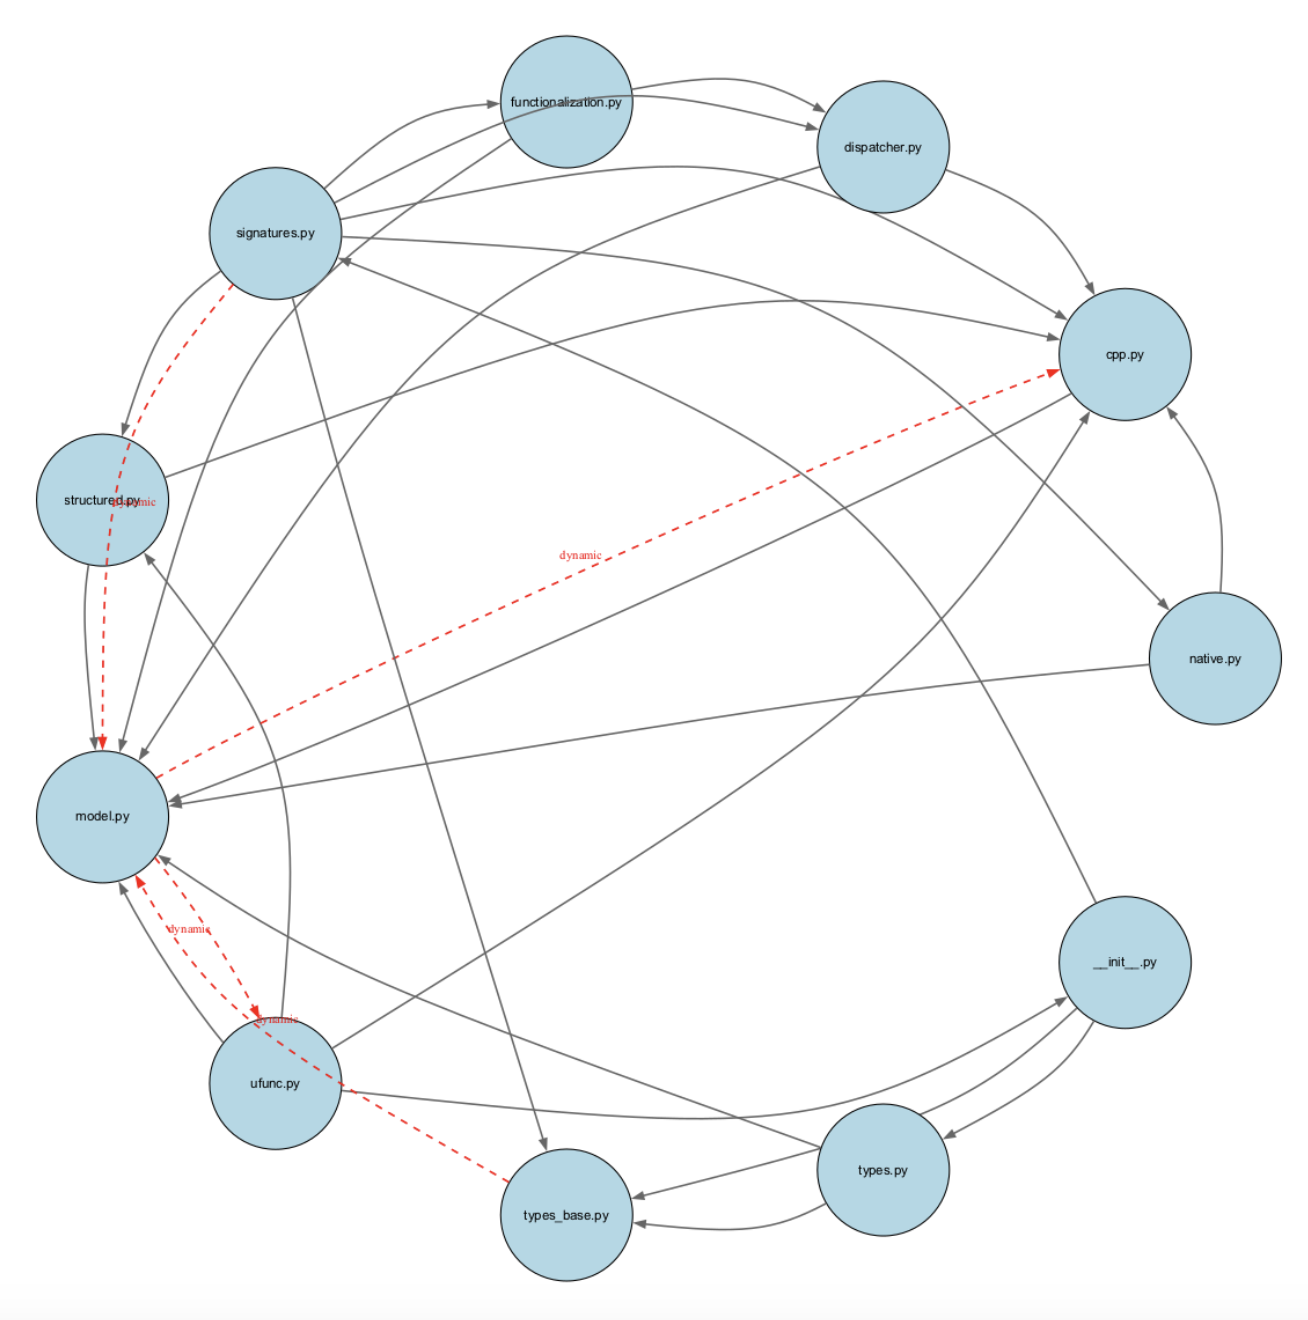 functionalization.py
dispatcher.py
signatures.py
cpp.py
structured.py
dynamic
dynamic
native.py
model.py
dynamic
__init__.py
dynamic
ufunc.py
types.py
types_base.py